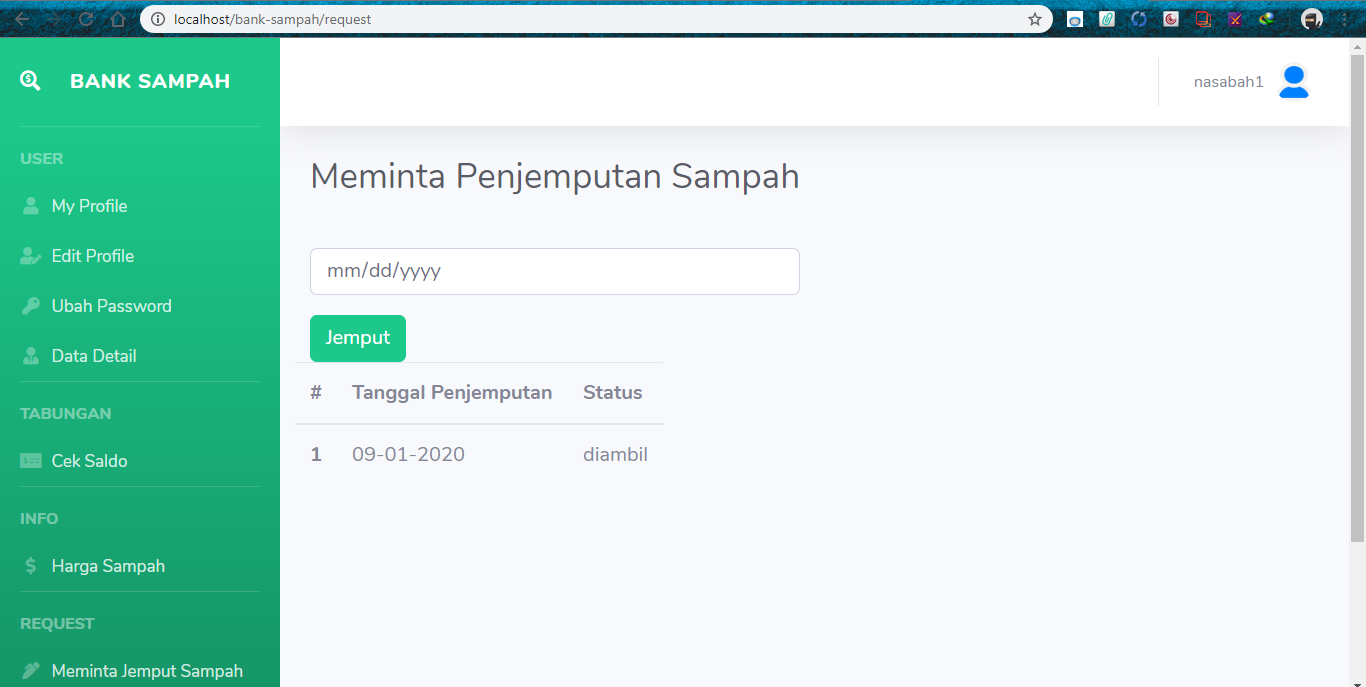 localhost/bank-sampah/request
BANK SAMPAH
nasabah1
USER
My Profile
Edit Profile
Ubah Password
Data Detail
TABUNGAN
Cek Saldo
INFO
Harga Sampah
REQUEST
Meminta Jemput Sampah
Meminta Penjemputan Sampah
mm/dd/yyyy
Jemput
# Tanggal Penjemputan Status
1 09-01-2020 diambil